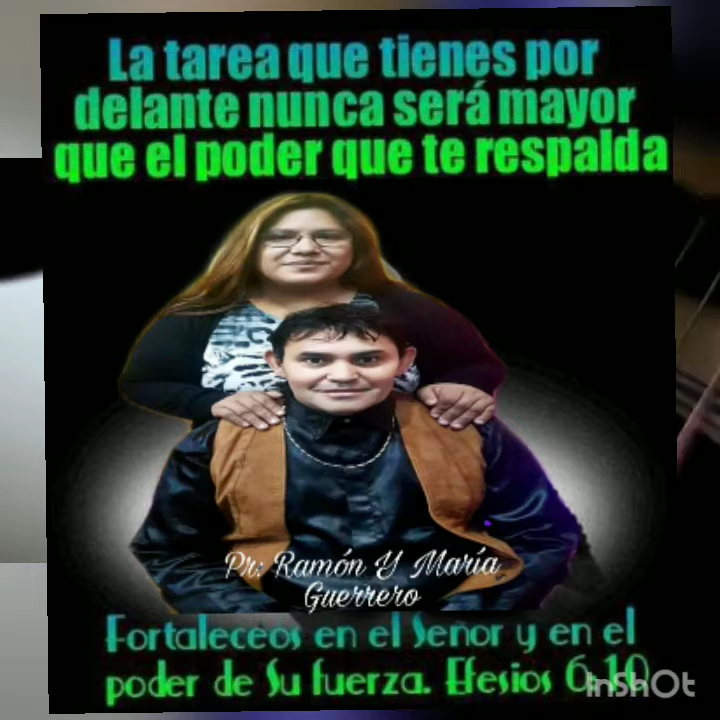 La tarea que tienes por
delante nunca será mayor
que el poder que te respalda
Pr: Ramón Y María
Guerrero
Fortaleceos en el Señor y en el
poder de Su fuerza. Efesios 6:10
InShOt